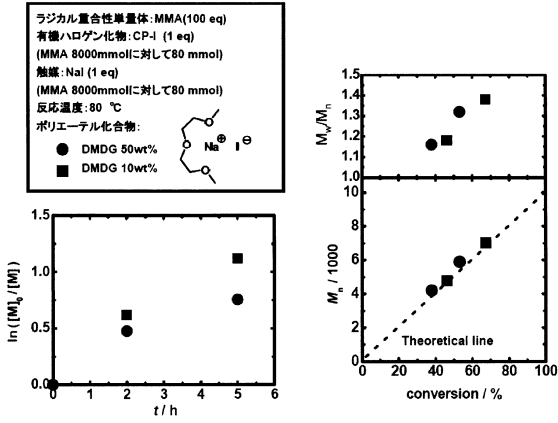 ラジカル重合性単量体:MMA(100 eq)
有機ハロゲン化物:CP-I (1 eq)
(MMA 8000mmolに対して80 mmol)
触媒:NaI (1 eq)
(MMA 8000mmolに対して80 mmol)
反応温度:80 ℃
ポリエーテル化合物:
● DMDG 50wt%
■ DMDG 10wt%
O
O Na⊕ I⊖
O
1.5
1.0
0.5
0.0
ln ([M]0 / [M])
0 1 2 3 4 5 6
t / h
1.5
1.4
1.3
1.2
1.1
1.0
Mw/Mn
10
8
6
4
2
0
Mn / 1000
Theoretical line
0 20 40 60 80 100
conversion / %